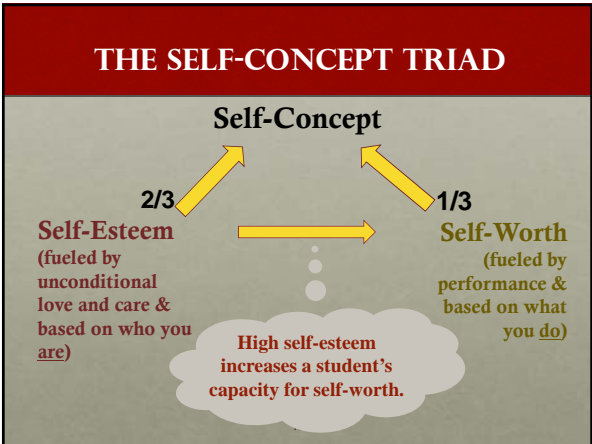 THE SELF-CONCEPT TRIAD
Self-Concept
2/3
1/3
Self-Esteem
(fueled by
unconditional
love and care &
based on who you
are)
Self-Worth
(fueled by
performance &
based on what
you do)
High self-esteem
increases a student's
capacity for self-worth.
.